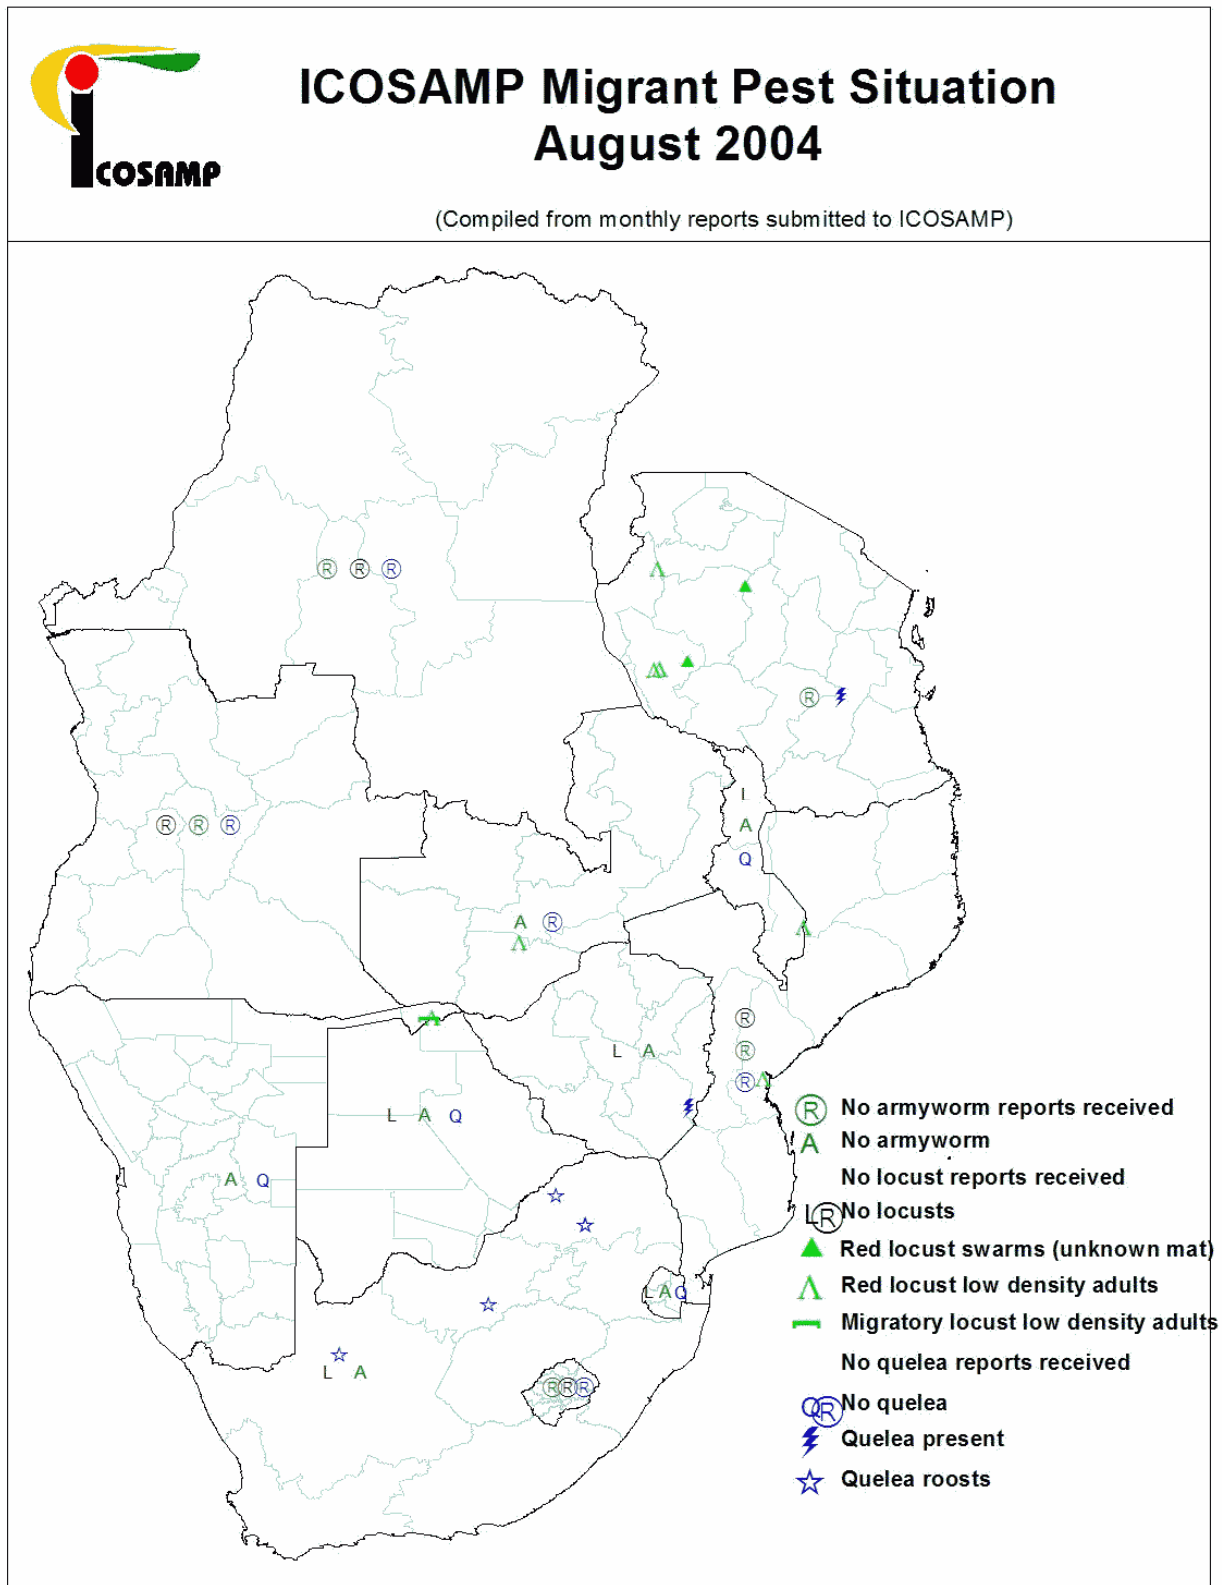 ICOSAMP Migrant Pest Situation
August 2004
iCOSAMP
(Compiled from monthly reports submitted to ICOSAMP)
R R R
R
L
A
Q
R R R
A R
R
R
R
L A
L A Q
A Q
L A Q
L A
R R R
R No armyworm reports received
A No armyworm
No locust reports received
L R No locusts
Red locust swarms (unknown mat)
Red locust low density adults
Migratory locust low density adults
No quelea reports received
Q R No quelea
Quelea present
Quelea roosts